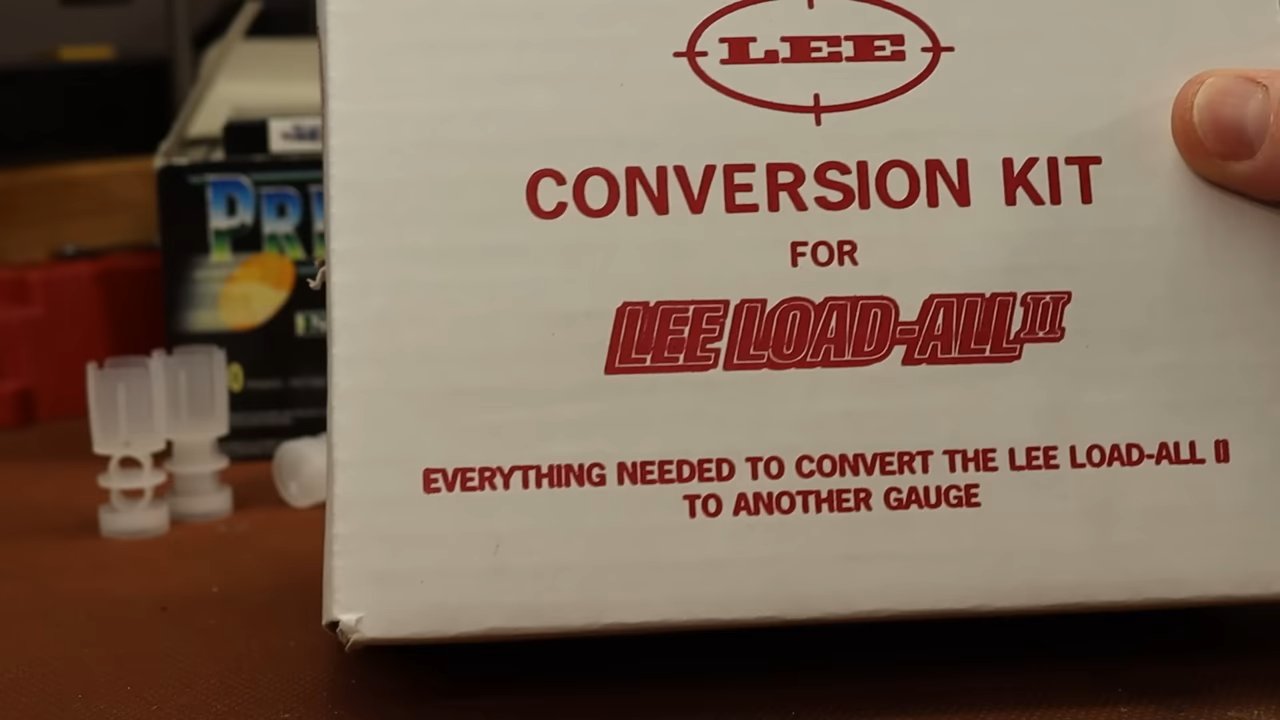 LEE
CONVERSION KIT
FOR
LEE LOAD-ALL II
EVERYTHING NEEDED TO CONVERT THE LEE LOAD-ALL II
TO ANOTHER GAUGE
PR